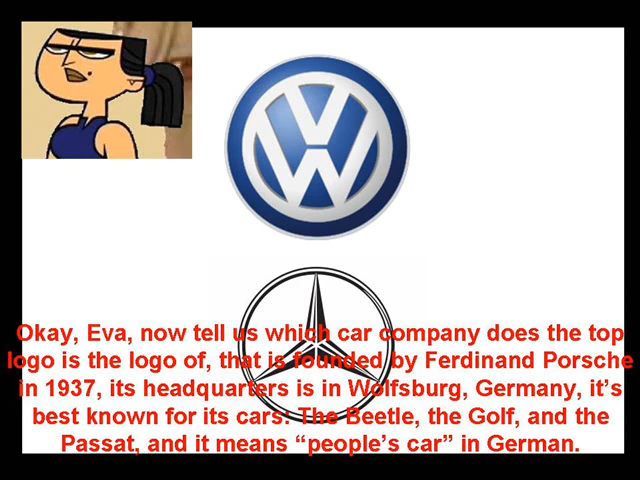 VW
Okay, Eva, now tell us which car company does the top
logo is the logo of, that is founded by Ferdinand Porsche
in 1937, its headquarters is in Wolfsburg, Germany, it’s
best known for its cars: The Beetle, the Golf, and the
Passat, and it means “people’s car” in German.